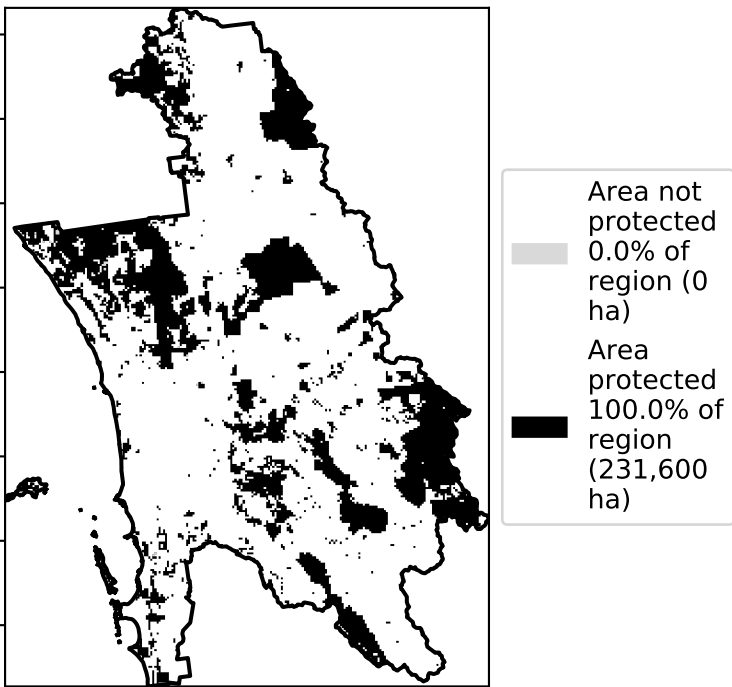 Area not
protected
0.0% of
region (0
ha)
Area
protected
100.0% of
region
(231,600
ha)